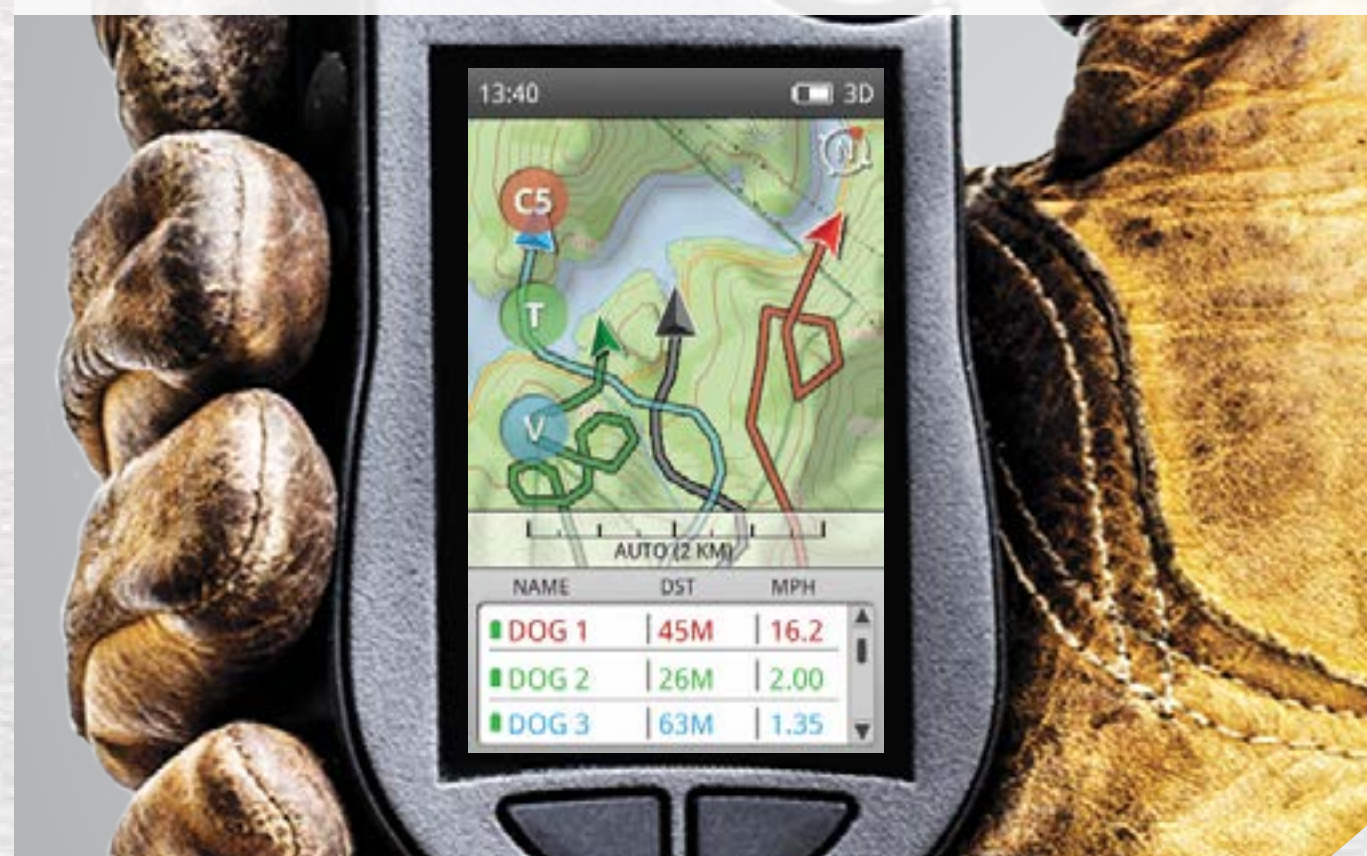 13:40 3D
N
C5
T
V
AUTO (2 KM)
NAME DST MPH
DOG 1 45M 16.2
DOG 2 26M 2.00
DOG 3 63M 1.35